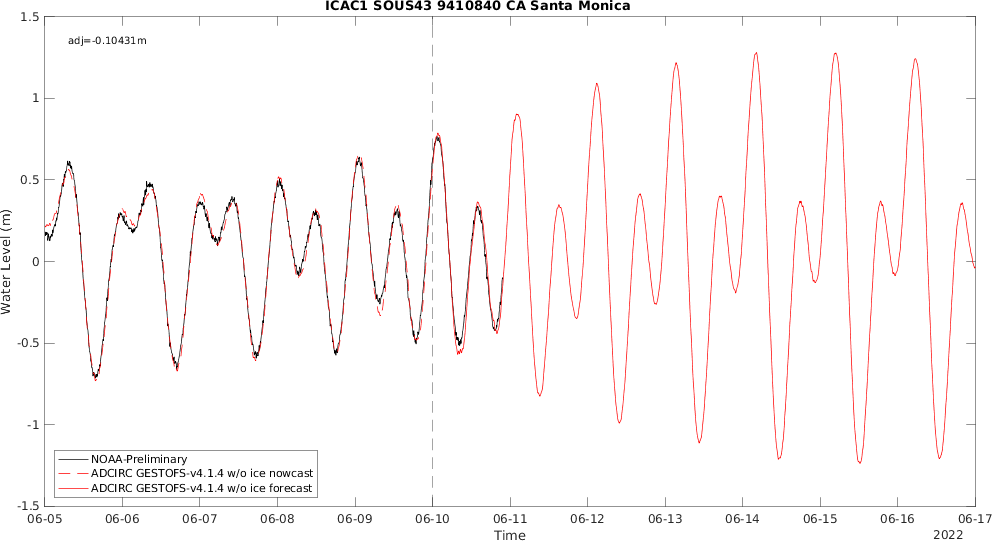 ICAC1 SOUS43 9410840 CA Santa Monica
adj=-0.10431m
Water Level (m)
1.5
1
0.5
0
-0.5
-1
-1.5
NOAA-Preliminary
ADCIRC GESTOFS-v4.1.4 w/o ice nowcast
ADCIRC GESTOFS-v4.1.4 w/o ice forecast
06-05 06-06 06-07 06-08 06-09 06-10 06-11 06-12 06-13 06-14 06-15 06-16 06-17
Time
2022